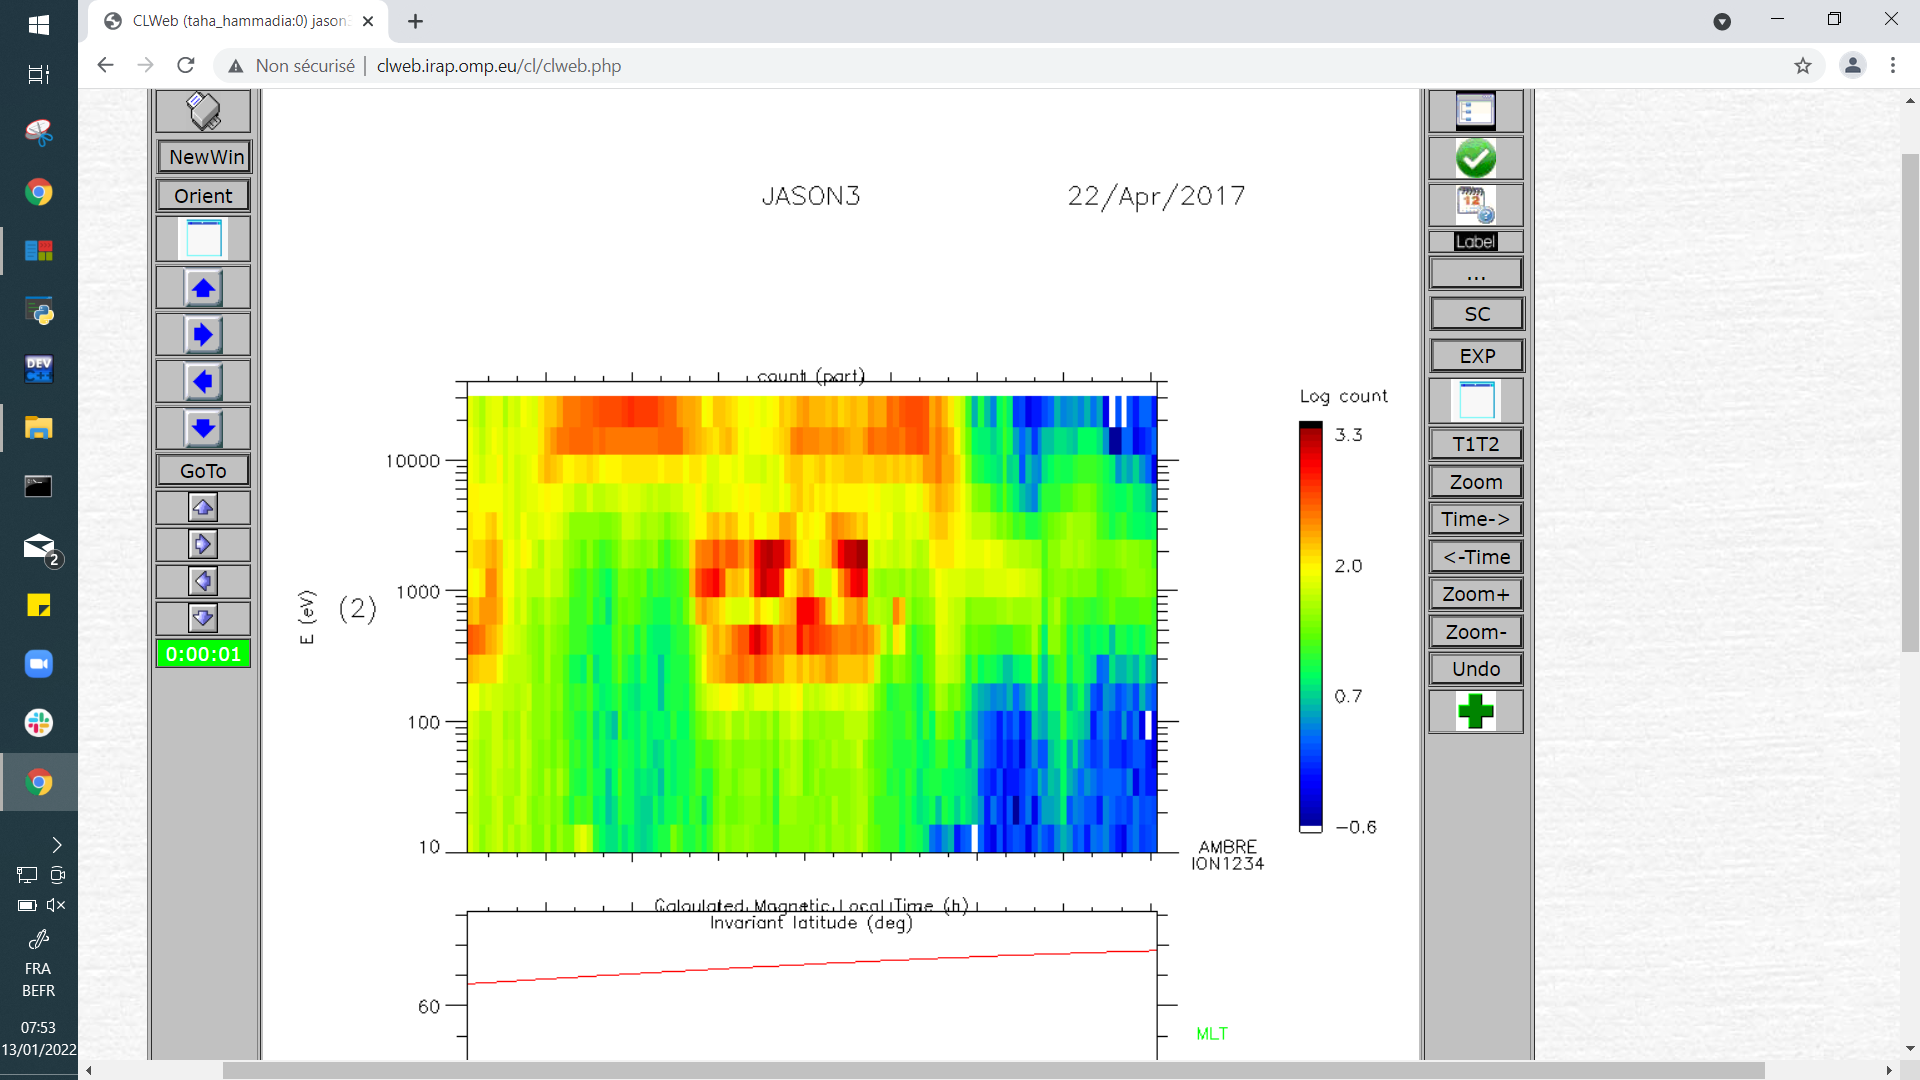 CLWeb (taha_hammadia:0) jason3
Non sécurisé | clweb.irap.omp.eu/cl/clweb.php
NewWin
Orient
GoTo
0:00:01
JASON3 22/Apr/2017
count (part)
10000
1000
100
10
E (eV)
(2)
Log count
3.3
2.0
0.7
−0.6
AMBRE
ION1234
Calculated Magnetic Local Time (h)
Invariant latitude (deg)
60
MLT
12
Label
...
SC
EXP
T1T2
Zoom
Time->
<-Time
Zoom+
Zoom-
Undo
DEV
C++
2
FRA
BEFR
07:53
13/01/2022